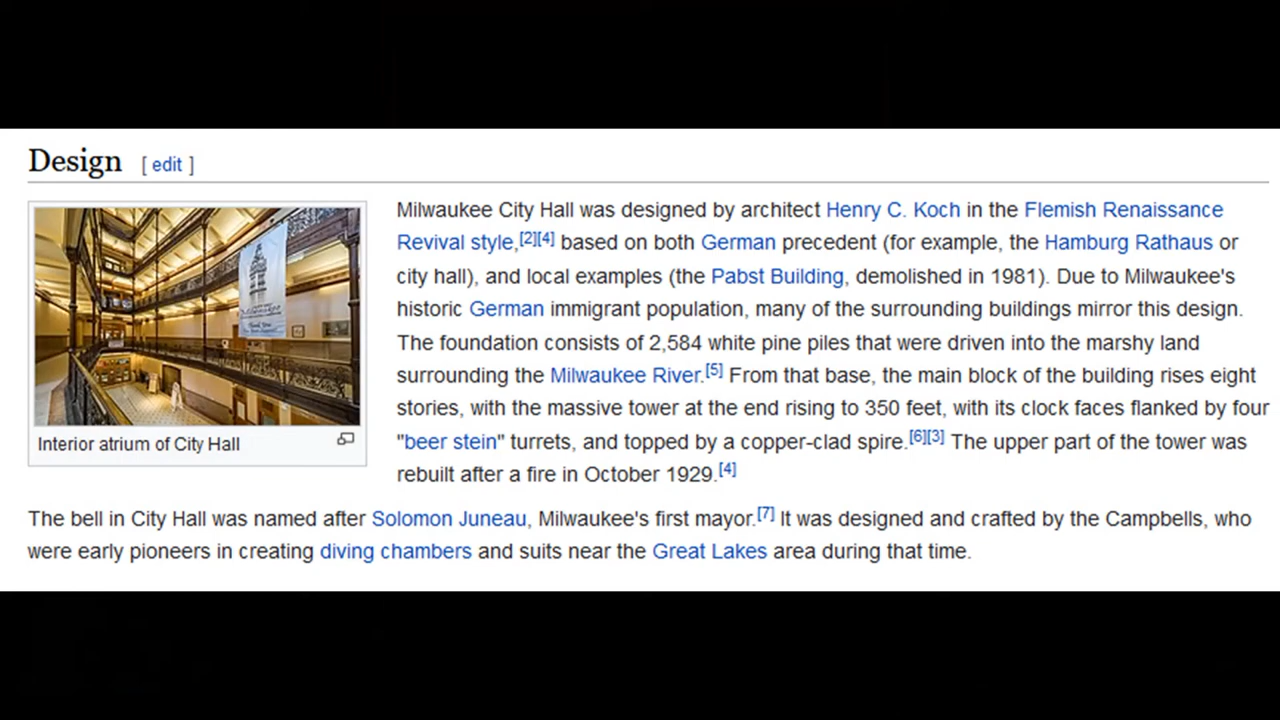 Design [ edit ]
Milwaukee City Hall was designed by architect Henry C. Koch in the Flemish Renaissance
Revival style,[2][4] based on both German precedent (for example, the Hamburg Rathaus or
city hall), and local examples (the Pabst Building, demolished in 1981). Due to Milwaukee's
historic German immigrant population, many of the surrounding buildings mirror this design.
The foundation consists of 2,584 white pine piles that were driven into the marshy land
surrounding the Milwaukee River.[5] From that base, the main block of the building rises eight
stories, with the massive tower at the end rising to 350 feet, with its clock faces flanked by four
"beer stein" turrets, and topped by a copper-clad spire.[6][3] The upper part of the tower was
rebuilt after a fire in October 1929.[4]
Interior atrium of City Hall
The bell in City Hall was named after Solomon Juneau, Milwaukee's first mayor.[7] It was designed and crafted by the Campbells, who
were early pioneers in creating diving chambers and suits near the Great Lakes area during that time.